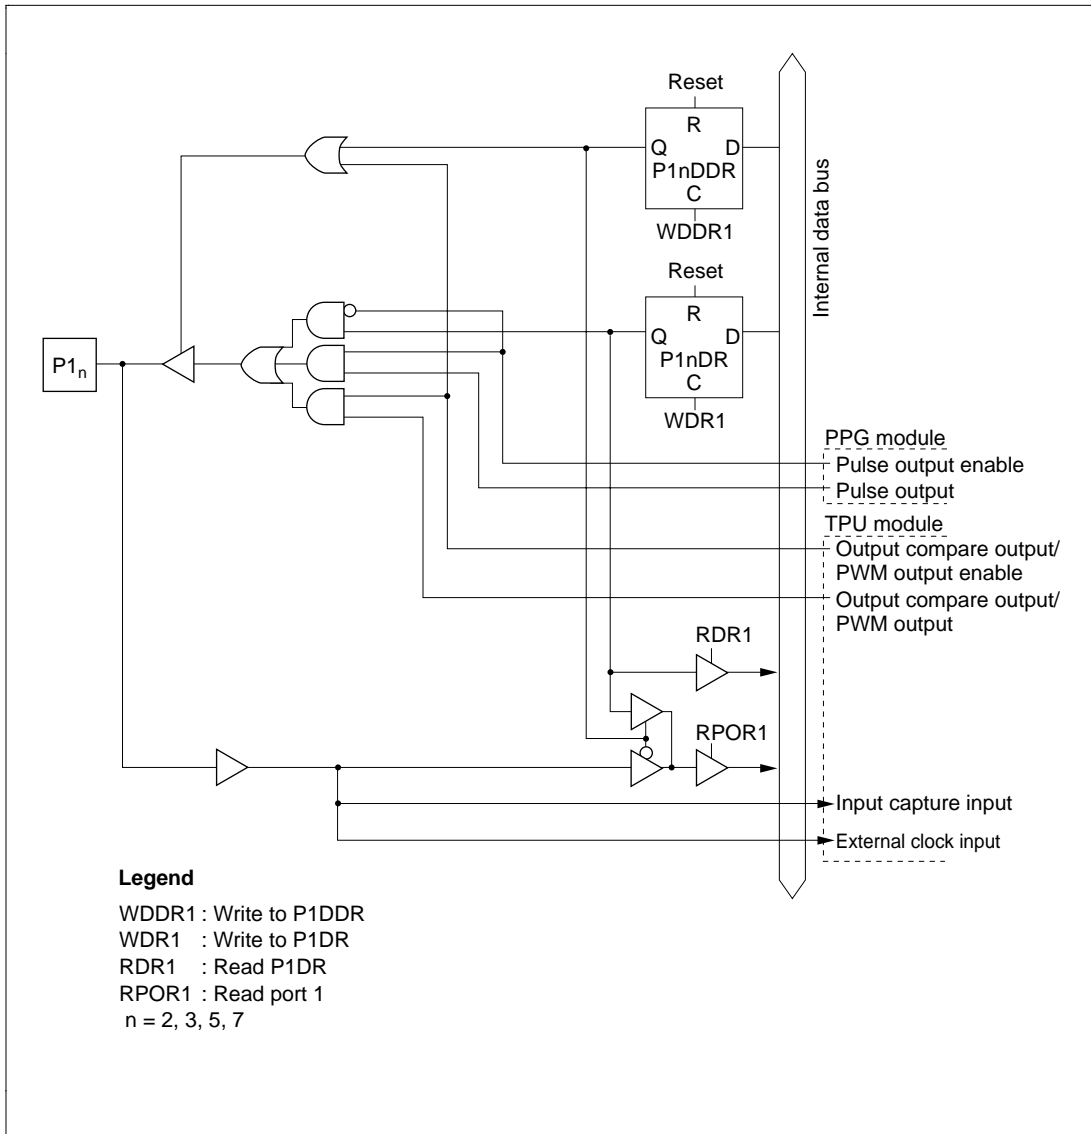 Reset
R
Q D
P1nDDR
C
WDDR1
Internal data bus
Reset
R
Q D
P1nDR
C
WDR1
P1n
PPG module
Pulse output enable
Pulse output
TPU module
Output compare output/
PWM output enable
Output compare output/
PWM output
RDR1
RPOR1
Input capture input
External clock input
Legend
WDDR1 : Write to P1DDR
WDR1 : Write to P1DR
RDR1 : Read P1DR
RPOR1 : Read port 1
n = 2, 3, 5, 7